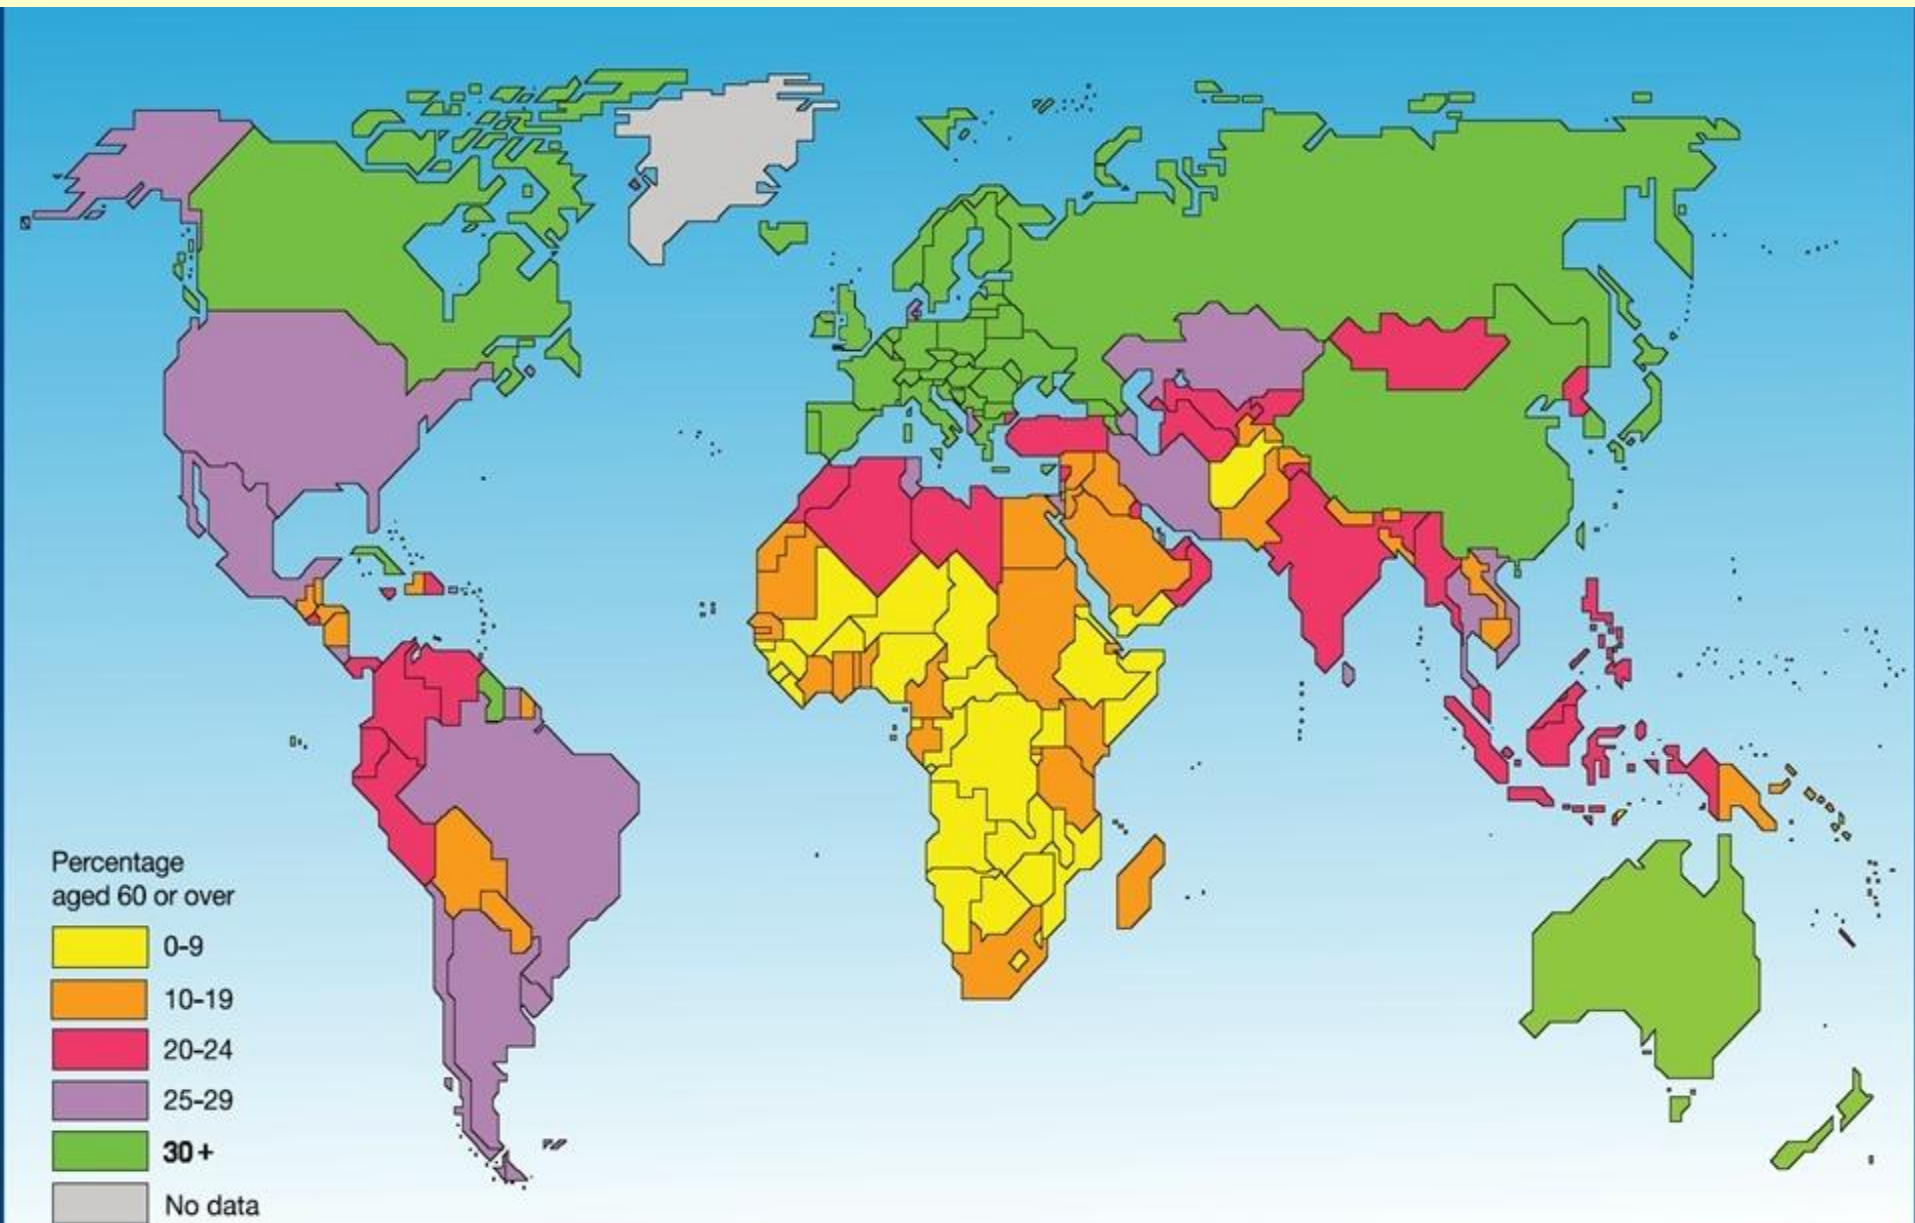 Percentage
aged 60 or over
0-9
10-19
20-24
25-29
30+
No data